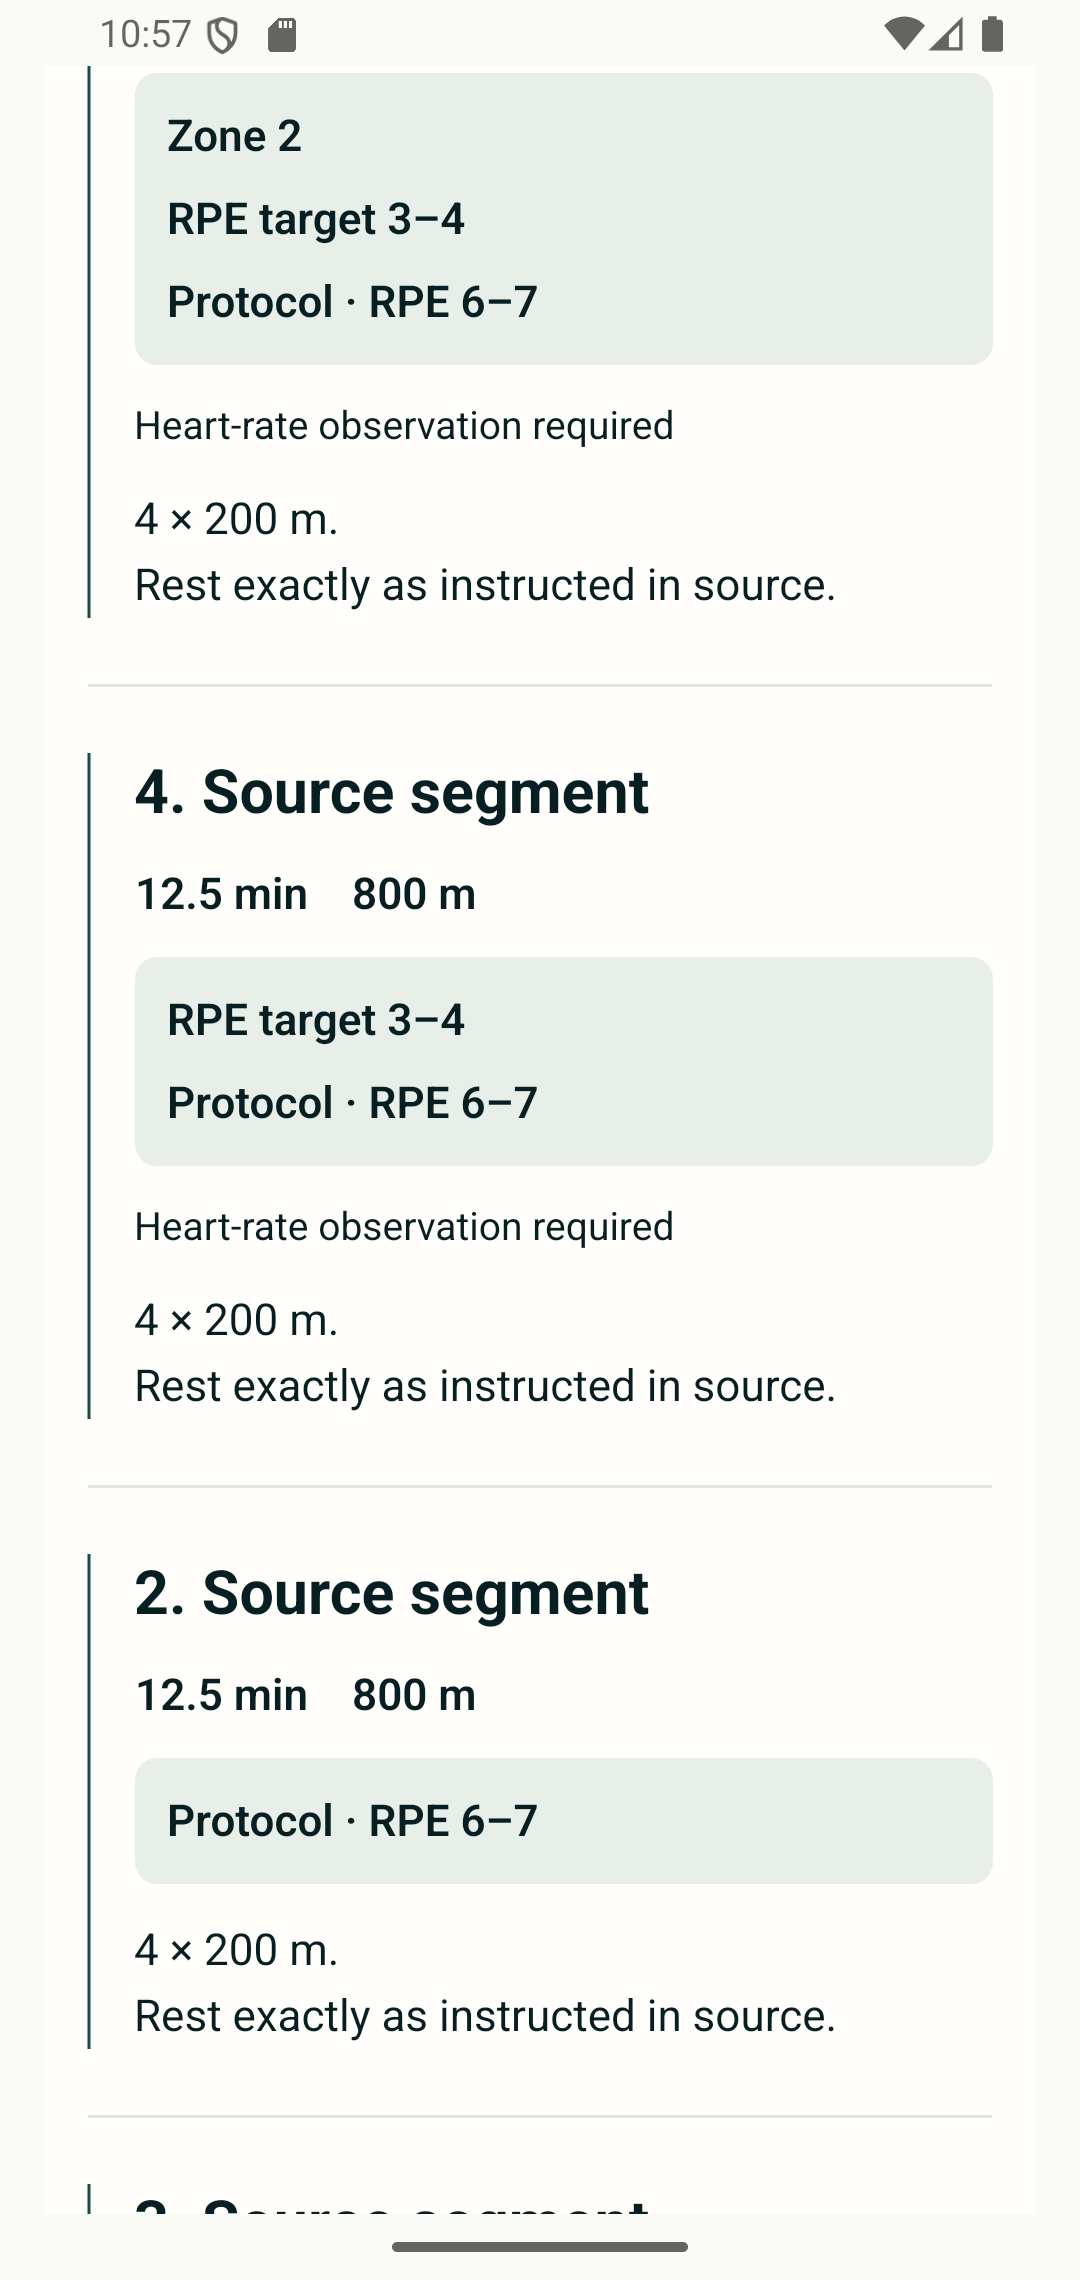 10:57
Zone 2
RPE target 3–4
Protocol · RPE 6–7
Heart-rate observation required
4 × 200 m.
Rest exactly as instructed in source.
4. Source segment
12.5 min 800 m
RPE target 3–4
Protocol · RPE 6–7
Heart-rate observation required
4 × 200 m.
Rest exactly as instructed in source.
2. Source segment
12.5 min 800 m
Protocol · RPE 6–7
4 × 200 m.
Rest exactly as instructed in source.
Source segment